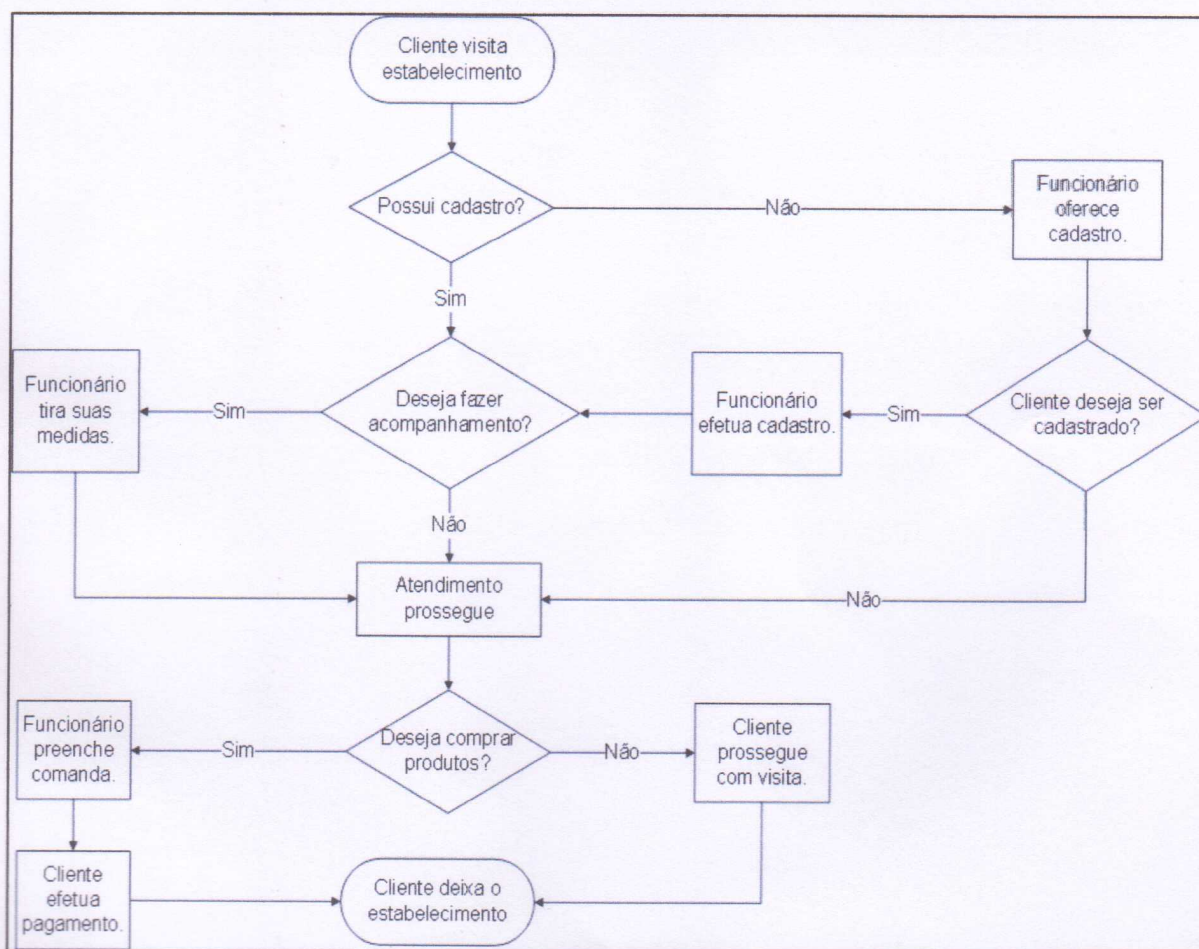 Cliente visita
estabelecimento
Possui cadastro?
Não
Funcionário
oferece
cadastro.
Sim
Funcionário
tira suas
medidas.
Sim
Deseja fazer
acompanhamento?
Funcionário
efetua cadastro.
Sim
Cliente deseja ser
cadastrado?
Não
Atendimento
prossegue
Não
Funcionário
preenche
comanda.
Sim
Deseja comprar
produtos?
Não
Cliente
prossegue
com visita.
Cliente
efetua
pagamento.
Cliente deixa o
estabelecimento